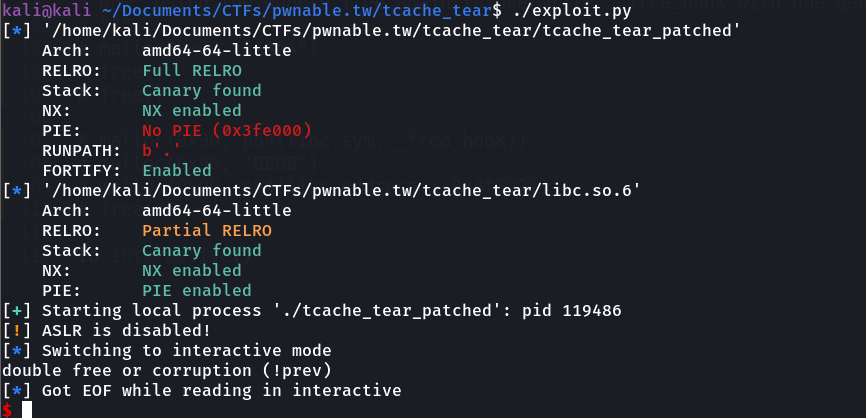 kali@kali ~/Documents/CTFs/pwnable.tw/tcache_tear$ ./exploit.py
[*] '/home/kali/Documents/CTFs/pwnable.tw/tcache_tear/tcache_tear_patched'
Arch: amd64-64-little
RELRO: Full RELRO
Stack: Canary found
NX: NX enabled
PIE: No PIE (0x3fe000)
RUNPATH: b'.'
FORTIFY: Enabled
[*] '/home/kali/Documents/CTFs/pwnable.tw/tcache_tear/libc.so.6'
Arch: amd64-64-little
RELRO: Partial RELRO
Stack: Canary found
NX: NX enabled
PIE: PIE enabled
[+] Starting local process './tcache_tear_patched': pid 119486
[!] ASLR is disabled!
[*] Switching to interactive mode
double free or corruption (!prev)
[*] Got EOF while reading in interactive
$